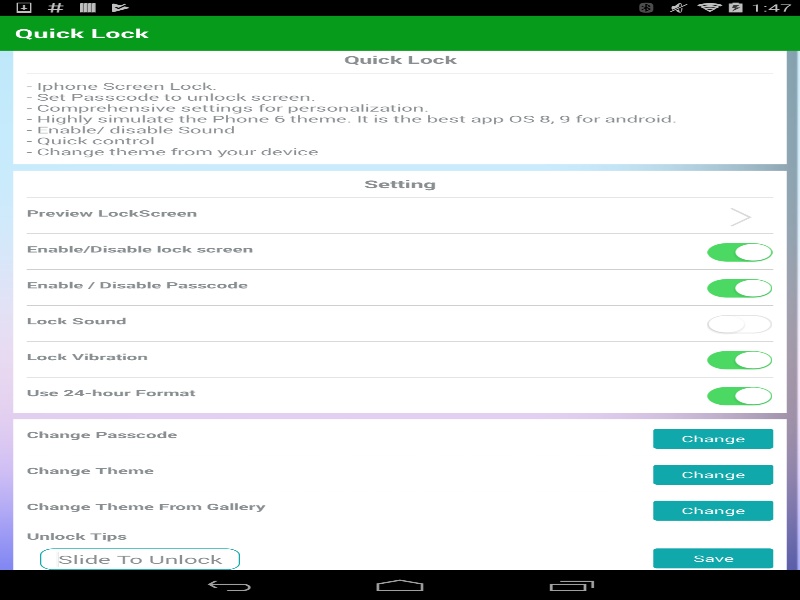 1:47
Quick Lock
Quick Lock
- Iphone Screen Lock.
- Set Passcode to unlock screen.
- Comprehensive settings for personalization.
- Highly simulate the Phone 6 theme. It is the best app OS 8, 9 for android.
- Enable/ disable Sound
- Quick control
- Change theme from your device
Setting
Preview LockScreen
Enable/Disable lock screen
Enable / Disable Passcode
Lock Sound
Lock Vibration
Use 24-hour Format
Change Passcode Change
Change Theme Change
Change Theme From Gallery Change
Unlock Tips
Slide To Unlock Save